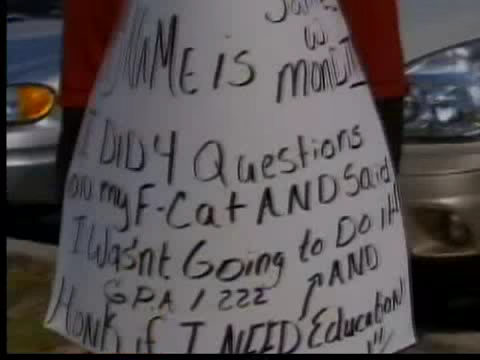 NAME is
I DID 4 Questions
on my F-Cat AND Said
I Wasn't Going to Do it!!
GPA 1.222 AND
Honk if I NEED Education
!!!